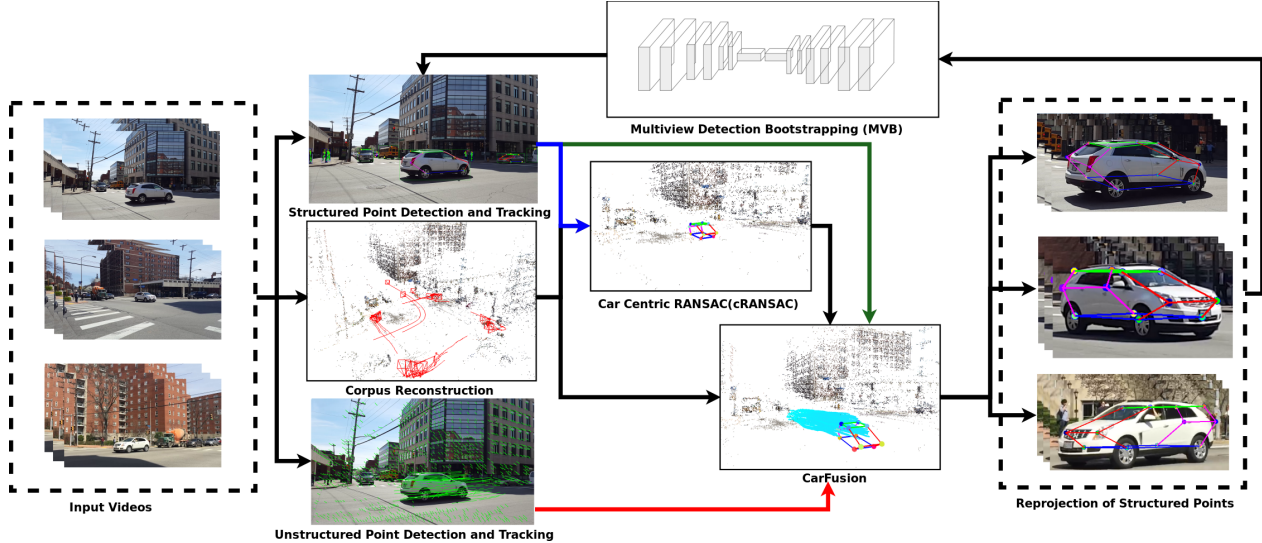 Multiview Detection Bootstrapping (MVB)
Structured Point Detection and Tracking
Car Centric RANSAC(cRANSAC)
Corpus Reconstruction
CarFusion
Input Videos
Reprojection of Structured Points
Unstructured Point Detection and Tracking